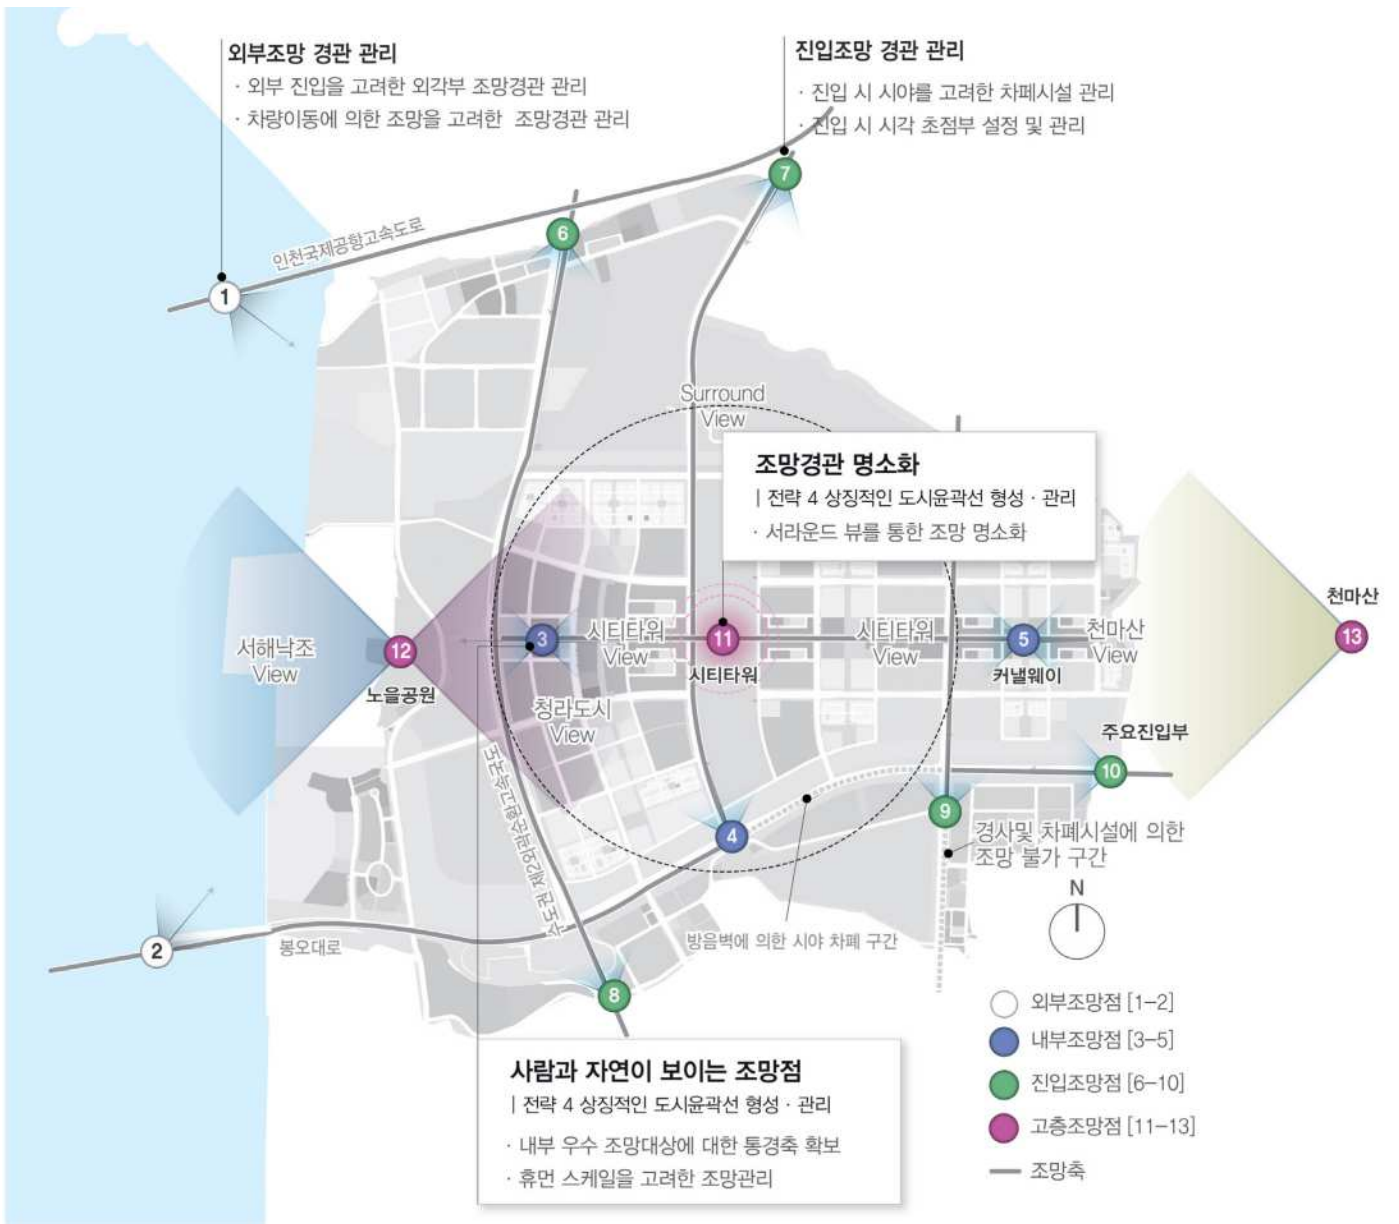 외부조망 경관 관리
· 외부 진입을 고려한 외각부 조망경관 관리
· 차량이동에 의한 조망을 고려한 조망경관 관리
진입조망 경관 관리
· 진입 시 시야를 고려한 차폐시설 관리
· 진입 시 시각 초점부 설정 및 관리
7
6
인천국제공항고속도로
1
Surround
View
조망경관 명소화
| 전략 4 상징적인 도시윤곽선 형성 · 관리
· 서라운드 뷰를 통한 조망 명소화
천마산
13
서해낙조
View
12
노을공원
3
시티타워
View
11
시티타워
시티타워
View
5
커낼웨이
천마산
View
청라도시
View
주요진입부
10
수도권 제2외곽순환고속국도
4
9
경사및 차폐시설에 의한
조망 불가 구간
N
2
봉오대로
방음벽에 의한 시야 차폐 구간
8
외부조망점 [1-2]
내부조망점 [3-5]
진입조망점 [6-10]
고층조망점 [11-13]
조망축
사람과 자연이 보이는 조망점
| 전략 4 상징적인 도시윤곽선 형성 · 관리
· 내부 우수 조망대상에 대한 통경축 확보
· 휴먼 스케일을 고려한 조망관리